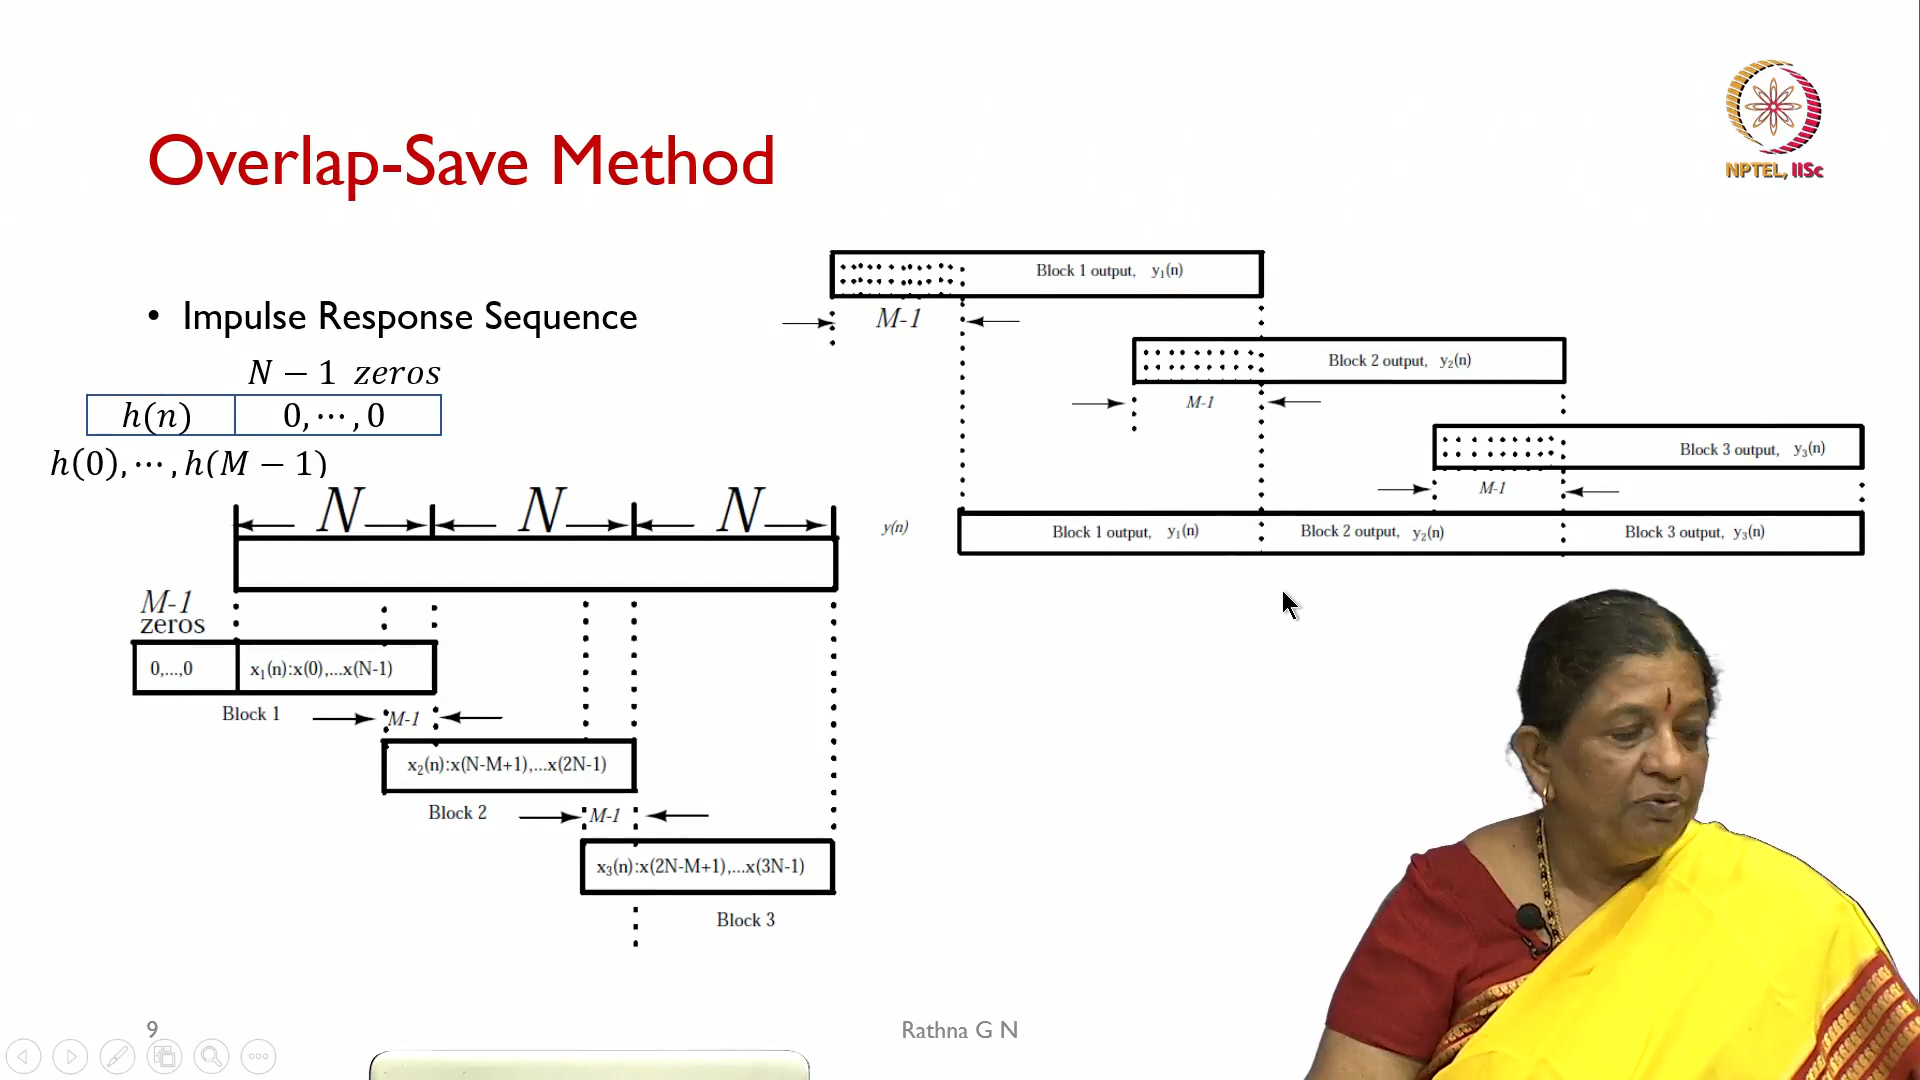 NPTEL, IISc
Overlap-Save Method
• Impulse Response Sequence
N − 1 zeros
h(n) 0, ⋯ , 0
h(0), ⋯ , h(M − 1)
N N N
M-1
zeros
0,...,0 x₁(n):x(0),...x(N-1)
Block 1
M-1
x₂(n):x(N-M+1),...x(2N-1)
Block 2
M-1
x₃(n):x(2N-M+1),...x(3N-1)
Block 3
Block 1 output, y₁(n)
M-1
Block 2 output, y₂(n)
M-1
Block 3 output, y₃(n)
M-1
y(n)
Block 1 output, y₁(n) Block 2 output, y₂(n) Block 3 output, y₃(n)
9
Rathna G N